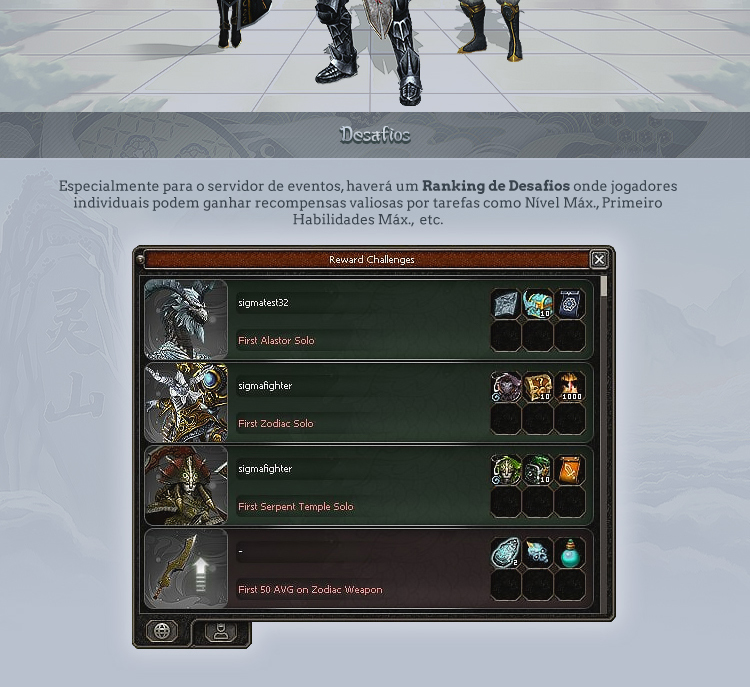 Desafios
Especialmente para o servidor de eventos, haverá um Ranking de Desafios onde jogadores
individuais podem ganhar recompensas valiosas por tarefas como Nível Máx., Primeiro
Habilidades Máx., etc.
Reward Challenges
sigmatest32
10
First Alastor Solo
sigmafighter
10 1000
First Zodiac Solo
sigmafighter
10
First Serpent Temple Solo
-
2
First 50 AVG on Zodiac Weapon
灵
山